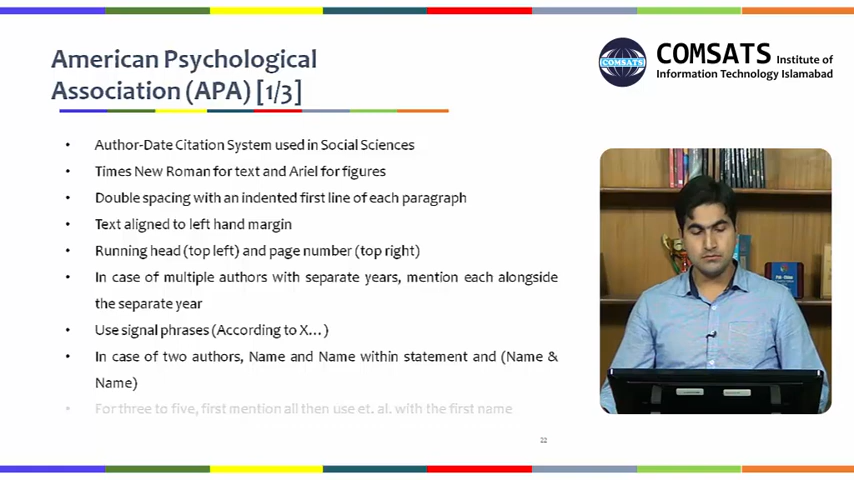 American Psychological
Association (APA) [1/3]
COMSATS Institute of
Information Technology Islamabad
COMSATS
• Author-Date Citation System used in Social Sciences
• Times New Roman for text and Ariel for figures
• Double spacing with an indented first line of each paragraph
• Text aligned to left hand margin
• Running head (top left) and page number (top right)
• In case of multiple authors with separate years, mention each alongside
the separate year
• Use signal phrases (According to X…)
• In case of two authors, Name and Name within statement and (Name &
Name)
• For three to five, first mention all then use et. al. with the first name
22